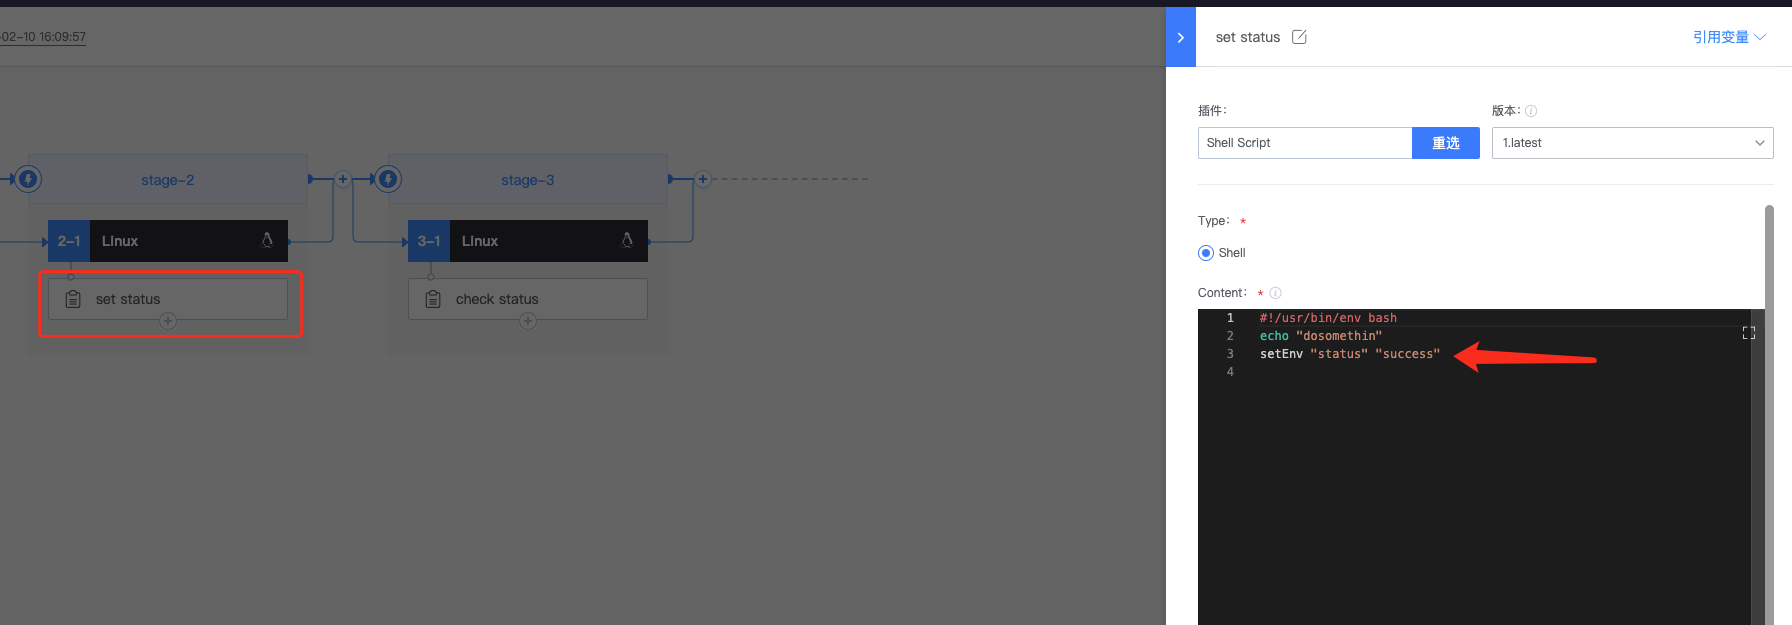 -02-10 16:09:57
set status
引用变量
插件:
版本:
Shell Script
重选
1.latest
stage-2
stage-3
2-1
Linux
3-1
Linux
set status
check status
Type: *
Shell
Content: *
1 #!/usr/bin/env bash
2 echo "dosomethin"
3 setEnv "status" "success"
4